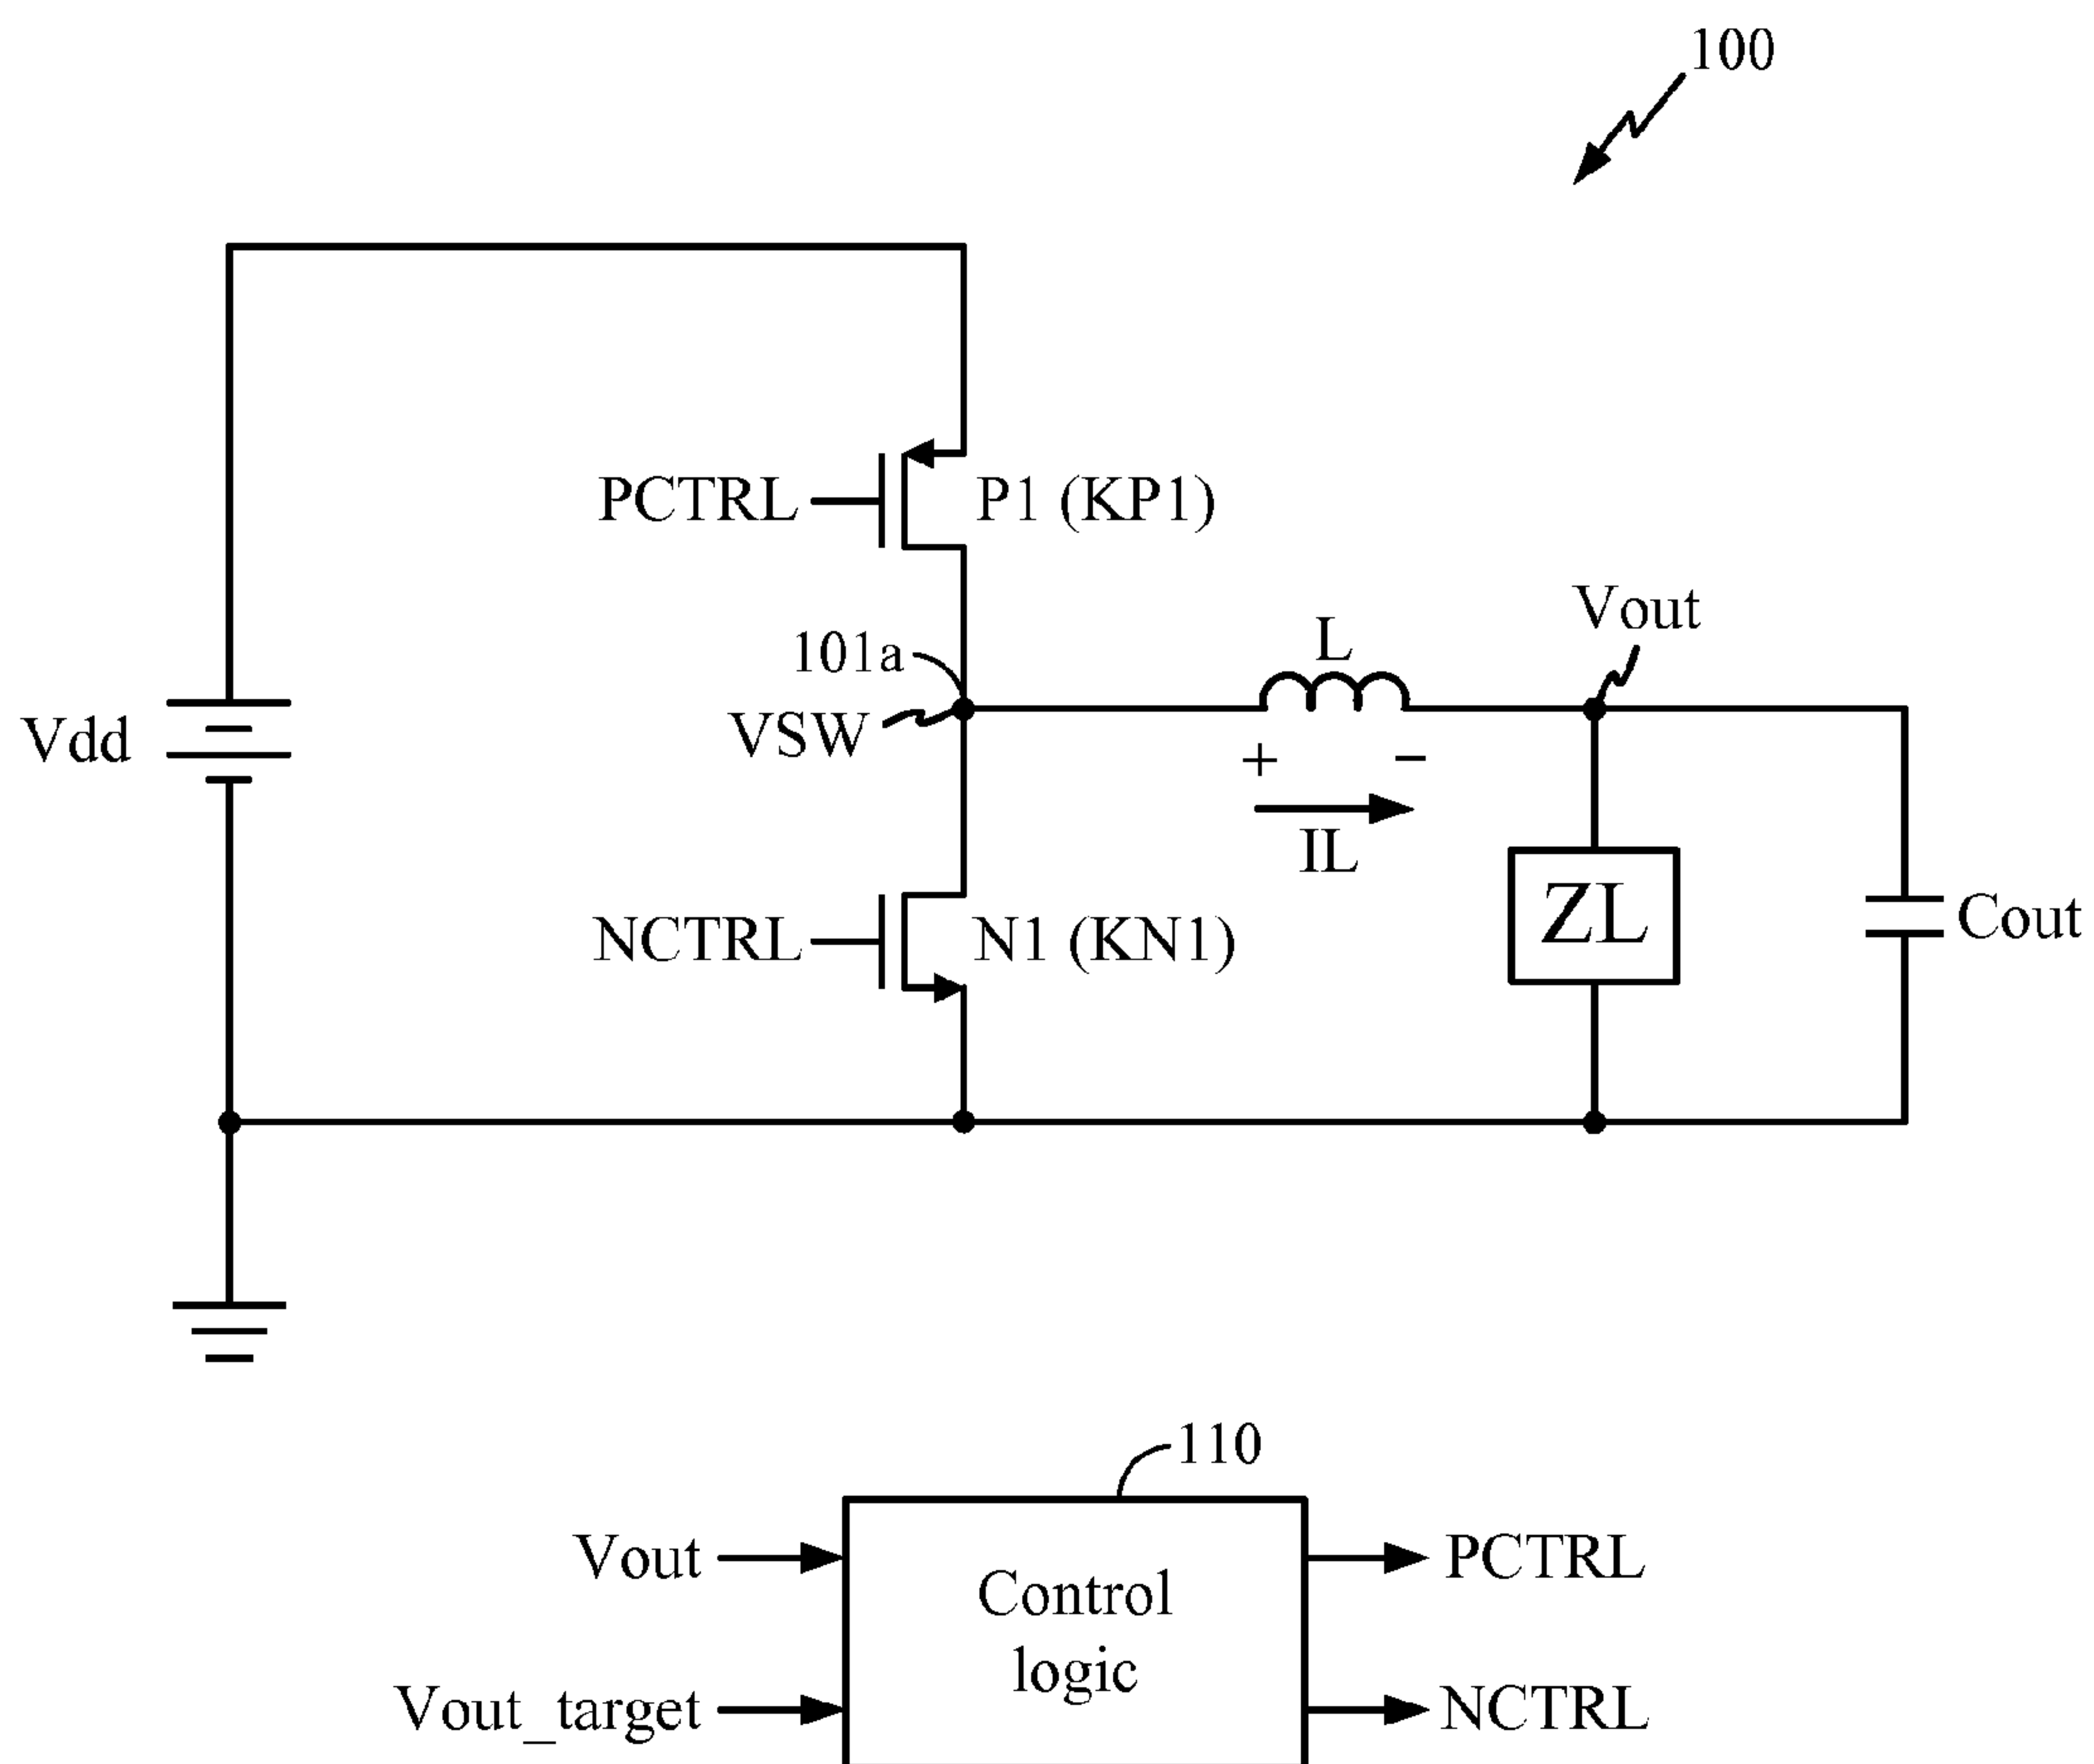 100
PCTRL
P1 (KP1)
Vout
101a
L
VSW
Vdd
+ −
IL
ZL
Cout
NCTRL
N1 (KN1)
110
Vout
PCTRL
Control
logic
Vout_target
NCTRL